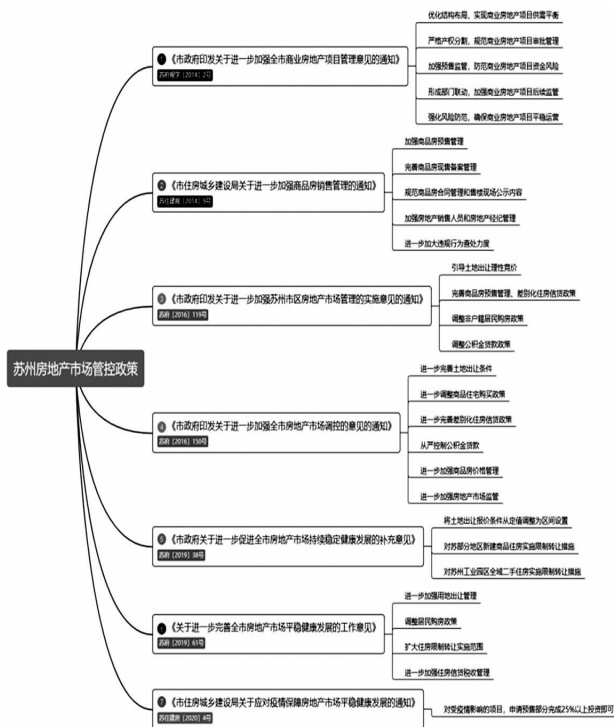 苏州房地产市场管控政策
1 《市政府印发关于进一步加强全市商业房地产项目管理意见的通知》
[2014] 2号
优化结构布局，实现商业房地产项目供需平衡
严格产权分割，规范商业房地产项目审批管理
加强预售监管，防范商业房地产项目资金风险
形成部门联动，加强商业房地产项目后续监管
强化风险防范，确保商业房地产项目平稳运营
2 《市住房城乡建设局关于进一步加强商品房销售管理的通知》
苏住建规 [2014] 5号
加强商品房预售管理
完善商品房现售备案管理
规范商品房合同管理和售楼现场公示内容
加强房地产销售人员和房地产经纪管理
进一步加大违规行为查处力度
3 《市政府印发关于进一步加强苏州市区房地产市场管理的实施意见的通知》
苏府 [2016] 119号
引导土地出让理性竞价
完善商品房预售管理、差别化住房信贷政策
调整非户籍居民购房政策
调整公积金贷款政策
4 《市政府印发关于进一步加强全市房地产市场调控的意见的通知》
苏府 [2016] 150号
进一步完善土地出让条件
进一步调整商品住宅购买政策
进一步完善差别化住房信贷政策
从严控制公积金贷款
进一步加强商品房价格管理
进一步加强房地产市场监管
5 《市政府关于进一步促进全市房地产市场持续稳定健康发展的补充意见》
苏府 [2019] 38号
将土地出让报价条件从定值调整为区间设置
对苏部分地区新建商品住房实施限制转让措施
对苏州工业园区全域二手住房实施限制转让措施
6 《关于进一步完善全市房地产市场平稳健康发展的工作意见》
苏府 [2019] 61号
进一步加强用地出让管理
调整居民购房政策
扩大住房限制转让实施范围
进一步加强住房信贷税收管理
7 《市住房城乡建设局关于应对疫情保障房地产市场平稳健康发展的通知》
苏住建房 [2020] 4号
对受疫情影响的项目，申请预售部分完成25%以上投资即可